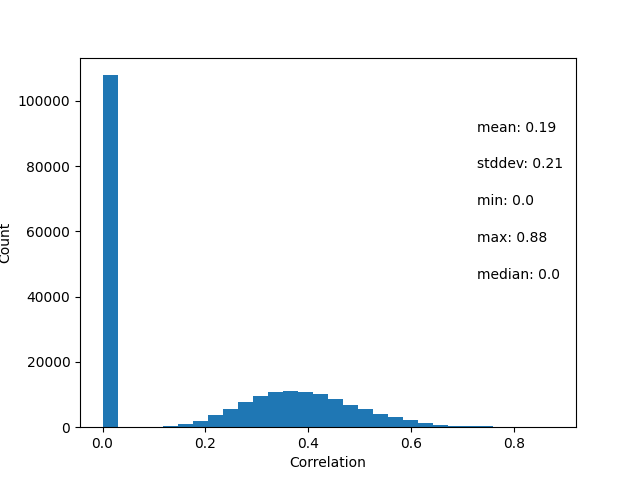 100000
80000
60000
40000
20000
0
Count
mean: 0.19
stddev: 0.21
min: 0.0
max: 0.88
median: 0.0
0.0 0.2 0.4 0.6 0.8
Correlation